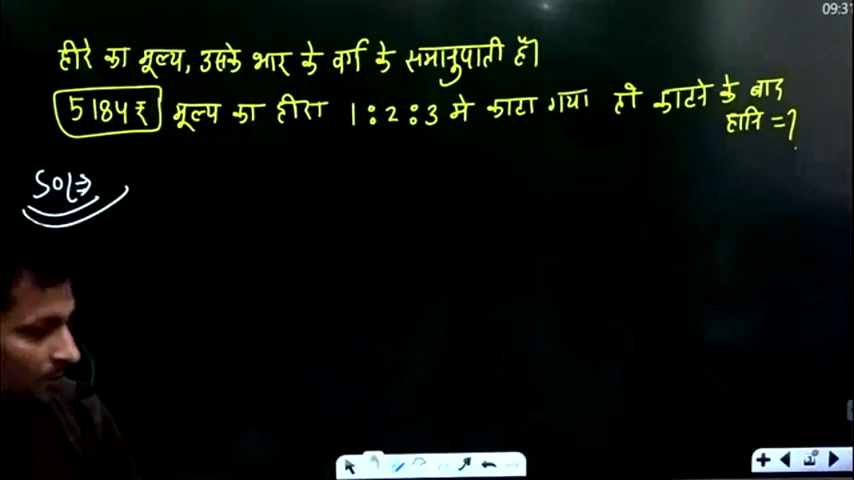 09:31
हीरे का मूल्य, उसके भार के वर्ग के समानुपाती है।
5184₹ मूल्य का हीरा 1:2:3 मे काटा गया हो काटने के बाद
हानि = ?
Sol⇒